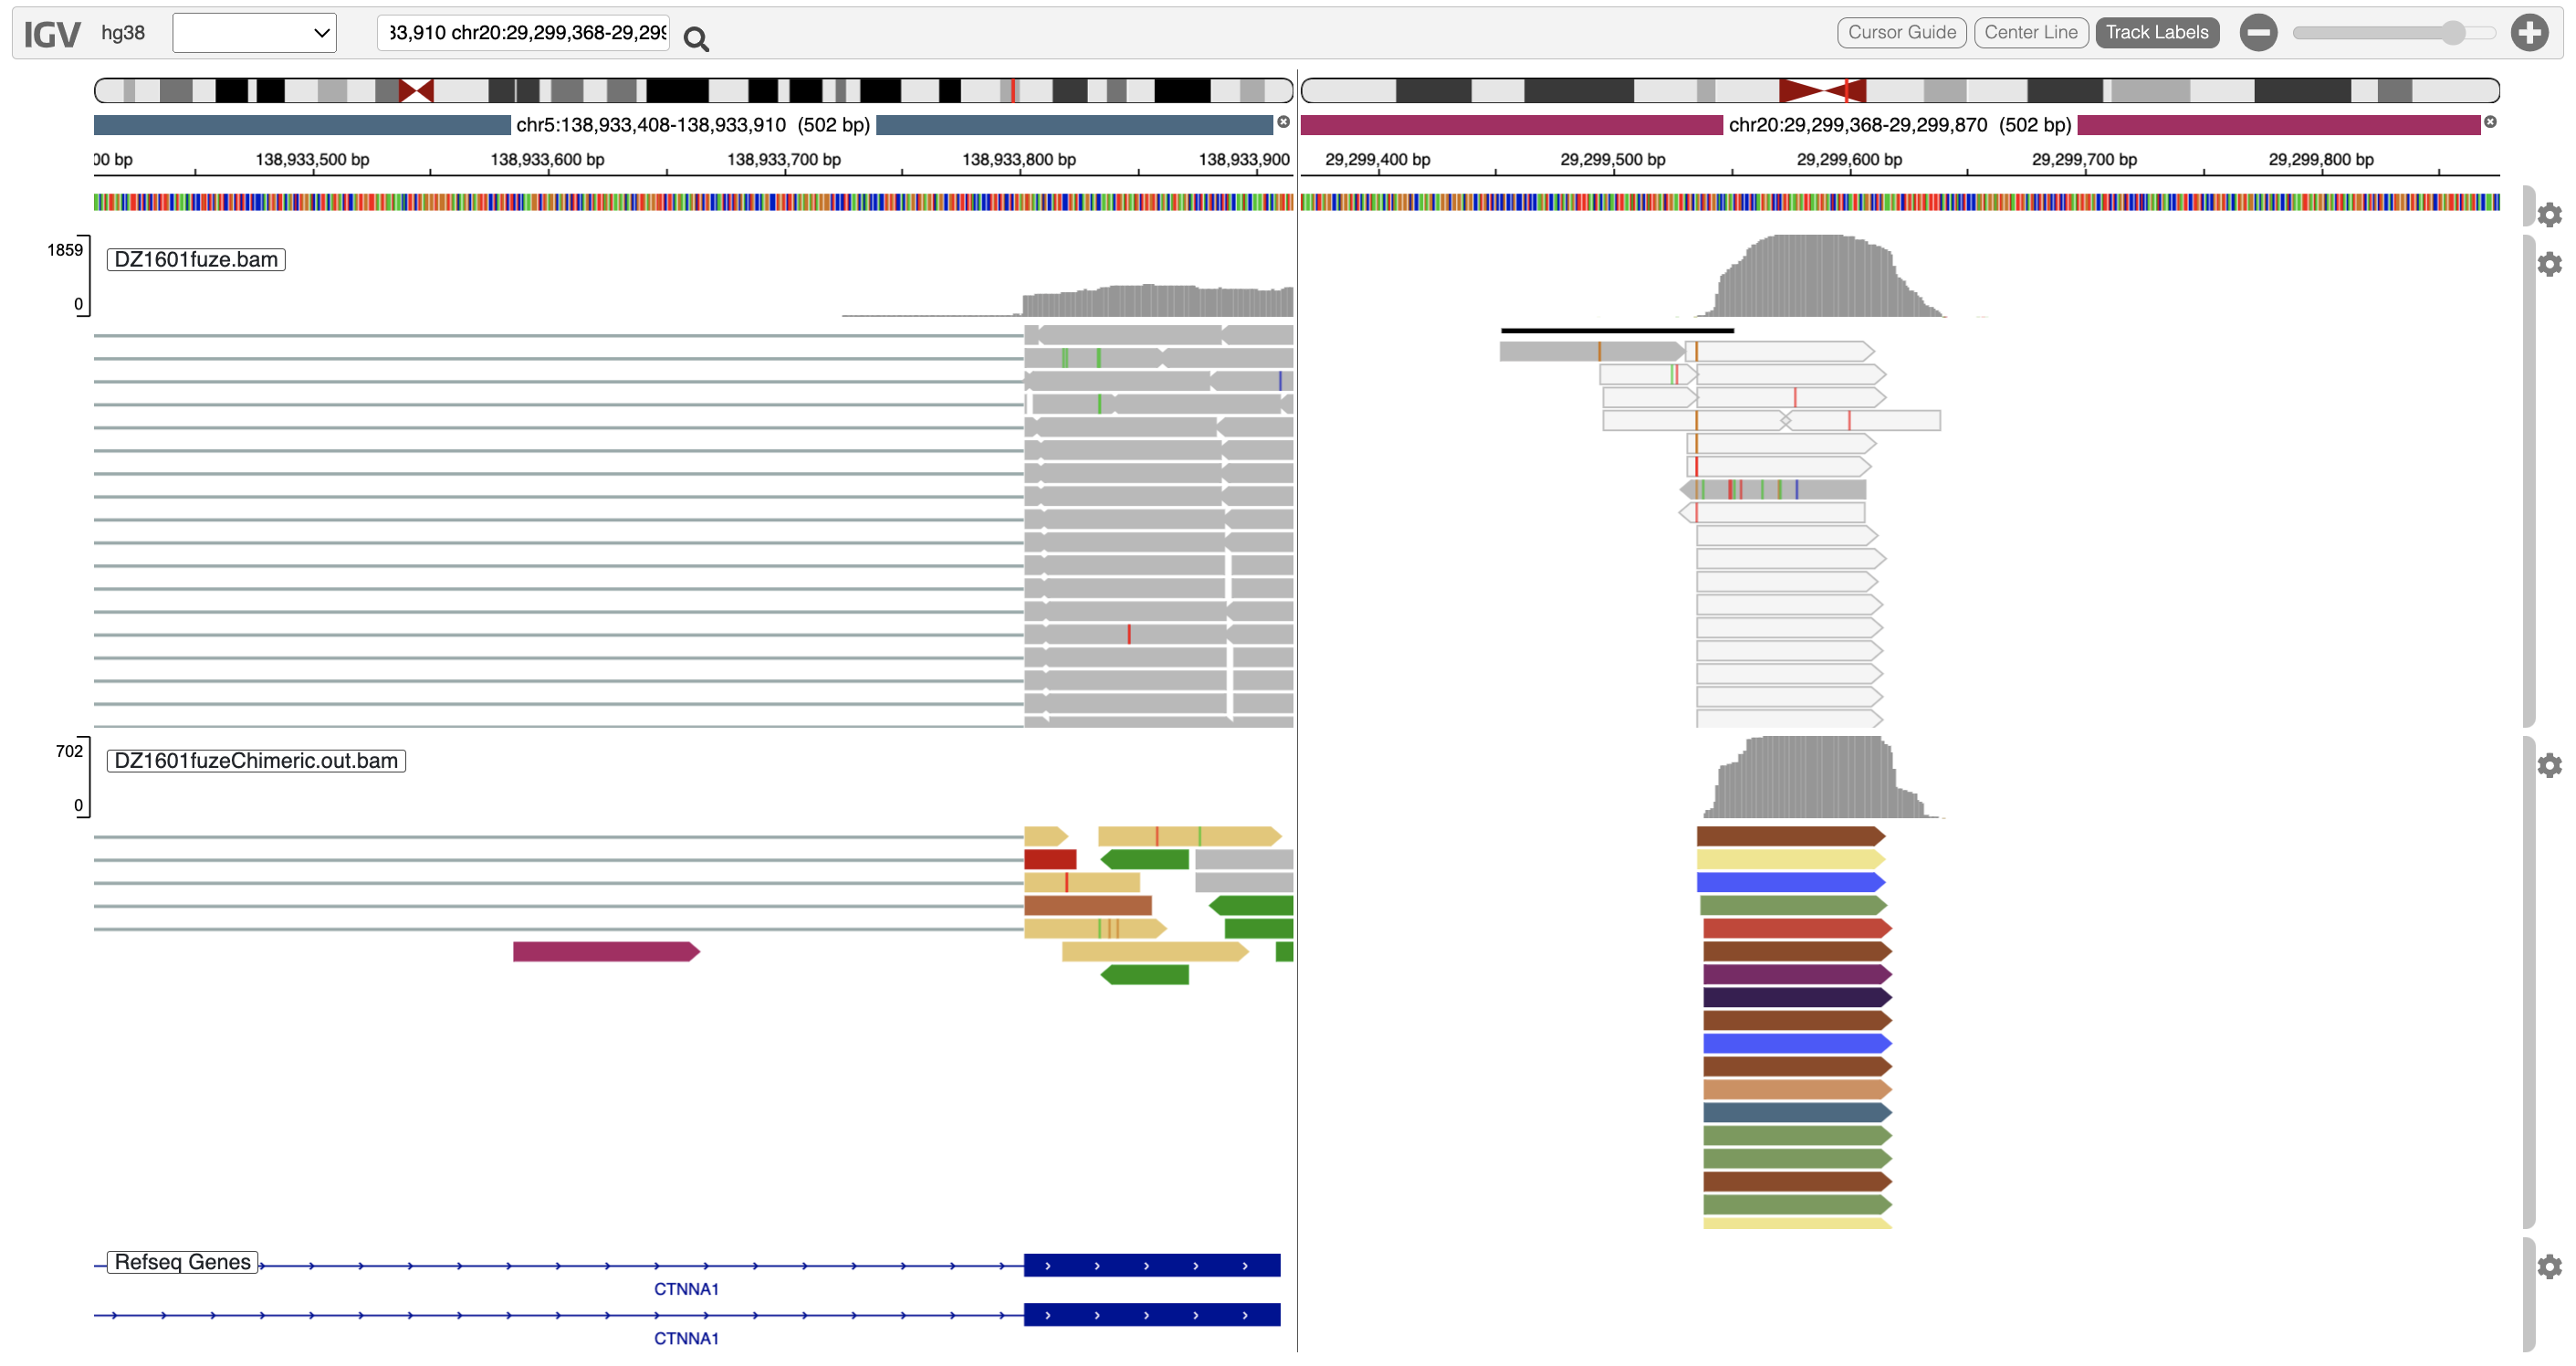 IGV hg38 33,910 chr20:29,299,368-29,29 Cursor Guide Center Line Track Labels
chr5:138,933,408-138,933,910 (502 bp) chr20:29,299,368-29,299,870 (502 bp)
00 bp 138,933,500 bp 138,933,600 bp 138,933,700 bp 138,933,800 bp 138,933,900 29,299,400 bp 29,299,500 bp 29,299,600 bp 29,299,700 bp 29,299,800 bp
1859
DZ1601fuze.bam
0
702
DZ1601fuzeChimeric.out.bam
0
Refseq Genes
CTNNA1
CTNNA1